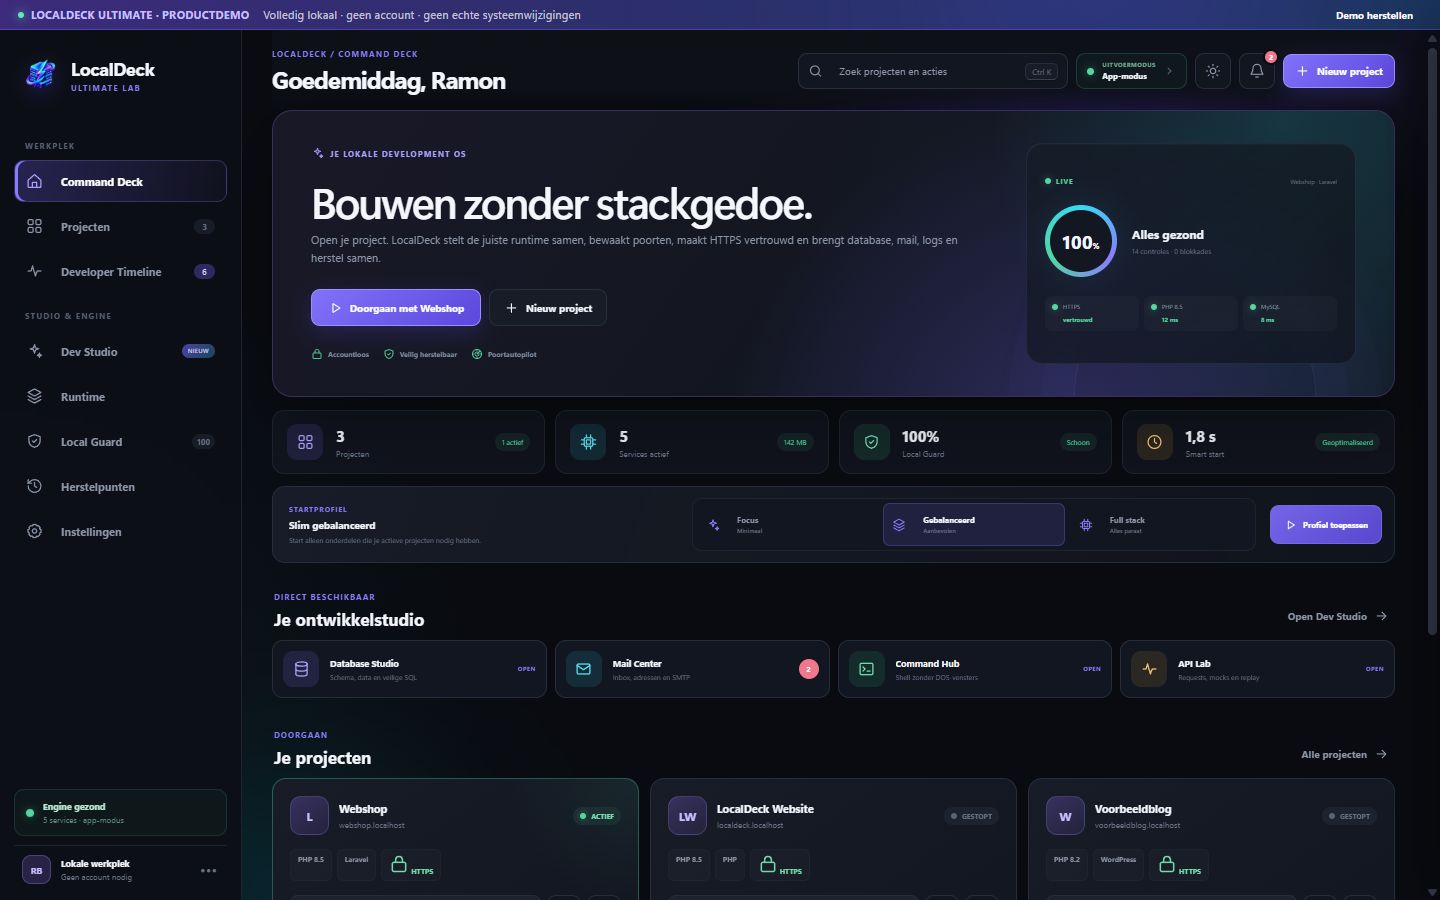 LOCALDECK ULTIMATE · PRODUCTDEMO Volledig lokaal · geen account · geen echte systeemwijzigingen Demo herstellen
LocalDeck
ULTIMATE LAB
WERKPLEK
Command Deck
Projecten 3
Developer Timeline 6
STUDIO & ENGINE
Dev Studio NIEUW
Runtime
Local Guard 100
Herstelpunten
Instellingen
Engine gezond
5 services · app-modus
RB
Lokale werkplek
Geen account nodig
LOCALDECK / COMMAND DECK
Goedemiddag, Ramon
Zoek projecten en acties Ctrl K
UITVOERMODUS
App-modus
2
Nieuw project
JE LOKALE DEVELOPMENT OS
Bouwen zonder stackgedoe.
Open je project. LocalDeck stelt de juiste runtime samen, bewaakt poorten, maakt HTTPS vertrouwd en brengt database, mail, logs en
herstel samen.
Doorgaan met Webshop
Nieuw project
Accountloos Veilig herstelbaar Poortautopilot
LIVE
Webshop · Laravel
100%
Alles gezond
14 controles · 0 blokkades
HTTPS
vertrouwd
PHP 8.5
12 ms
MySQL
8 ms
3
Projecten
1 actief
5
Services actief
142 MB
100%
Local Guard
Schoon
1,8 s
Smart start
Geoptimaliseerd
STARTPROFIEL
Slim gebalanceerd
Start alleen onderdelen die je actieve projecten nodig hebben.
Focus
Minimaal
Gebalanceerd
Aanbevolen
Full stack
Alles paraat
Profiel toepassen
DIRECT BESCHIKBAAR
Je ontwikkelstudio
Open Dev Studio
Database Studio
Schema, data en veilige SQL
OPEN
Mail Center
Inbox, adressen en SMTP
2
Command Hub
Shell zonder DOS-vensters
OPEN
API Lab
Requests, mocks en replay
OPEN
DOORGAAN
Je projecten
Alle projecten
L
Webshop
webshop.localhost
ACTIEF
PHP 8.5 Laravel HTTPS
LW
LocalDeck Website
localdeck.localhost
GESTOPT
PHP 8.5 PHP HTTPS
W
Voorbeeldblog
voorbeeldblog.localhost
GESTOPT
PHP 8.2 WordPress HTTPS